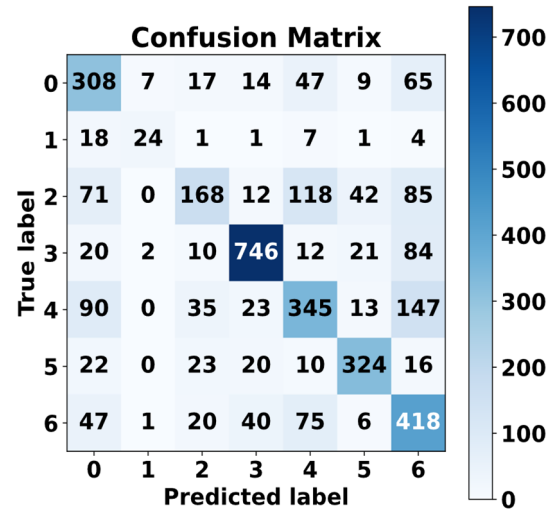 Confusion Matrix
True label
0 308 7 17 14 47 9 65
1 18 24 1 1 7 1 4
2 71 0 168 12 118 42 85
3 20 2 10 746 12 21 84
4 90 0 35 23 345 13 147
5 22 0 23 20 10 324 16
6 47 1 20 40 75 6 418
0 1 2 3 4 5 6
Predicted label
700
600
500
400
300
200
100
0